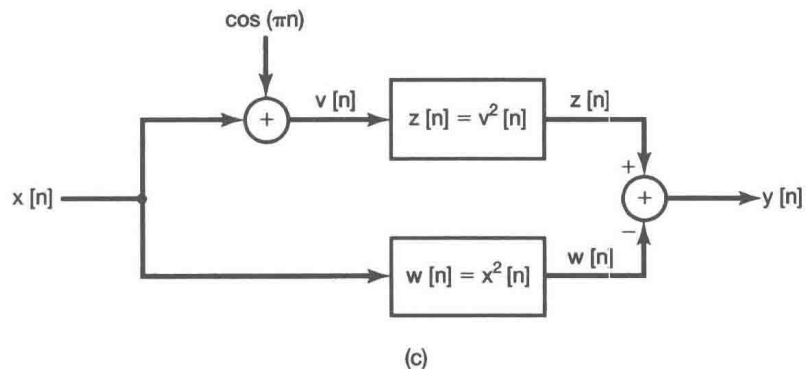 cos (πn)
v [n]
z [n] = v² [n]
z [n]
+
+
x [n]
+
y [n]
−
w [n] = x² [n]
w [n]
(c)